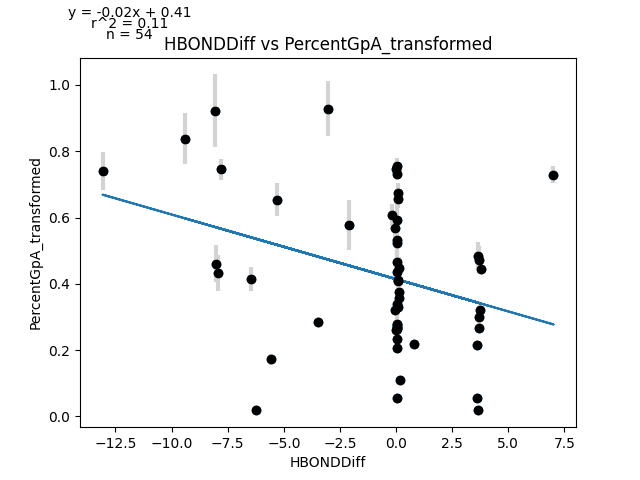 y = -0.02x + 0.41
r^2 = 0.11
n = 54
HBONDDiff vs PercentGpA_transformed
1.0
0.8
0.6
0.4
0.2
0.0
PercentGpA_transformed
−12.5 −10.0 −7.5 −5.0 −2.5 0.0 2.5 5.0 7.5
HBONDDiff